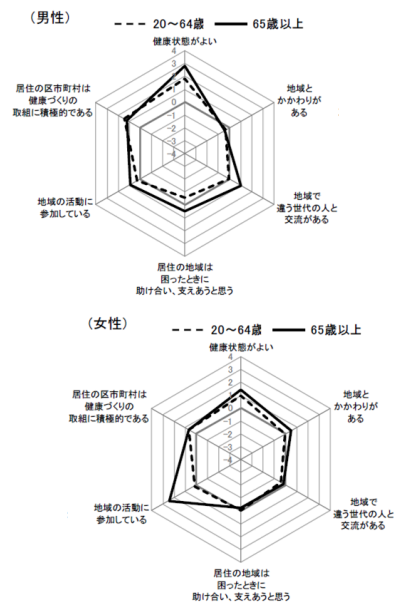 （男性）
20～64歳 65歳以上
健康状態がよい
4
3
2
1
0
-1
-2
-3
-4
地域と
かかわりが
ある
地域で
違う世代の人と
交流がある
居住の地域は
困ったときに
助け合い、支えあうと思う
地域の活動に
参加している
居住の区市町村は
健康づくりの
取組に積極的である
（女性）
20～64歳 65歳以上
健康状態がよい
4
3
2
1
0
-1
-2
-3
-4
地域と
かかわりが
ある
地域で
違う世代の人と
交流がある
居住の地域は
困ったときに
助け合い、支えあうと思う
地域の活動に
参加している
居住の区市町村は
健康づくりの
取組に積極的である